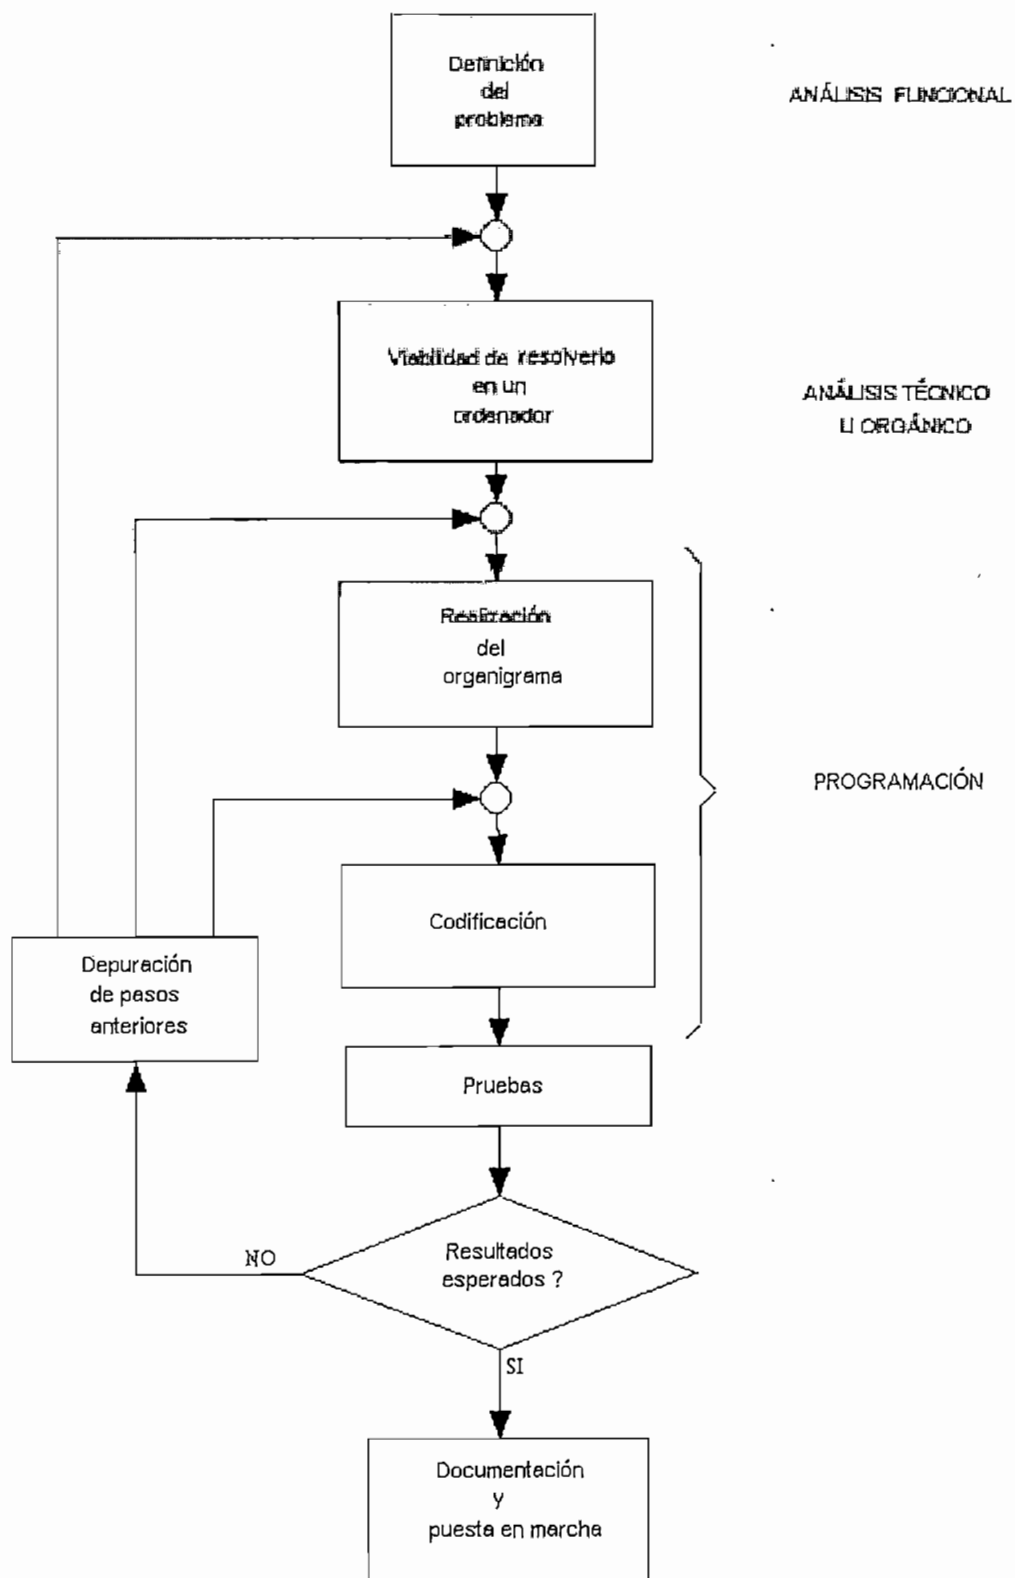 Definición
del
problema
ANÁLISIS FUNCIONAL
Viabilidad de resolverlo
en un
ordenador
ANÁLISIS TÉCNICO
U ORGÁNICO
Realización
del
organigrama
PROGRAMACIÓN
Codificación
Depuración
de pasos
anteriores
Pruebas
NO
Resultados
esperados ?
SI
Documentación
y
puesta en marcha